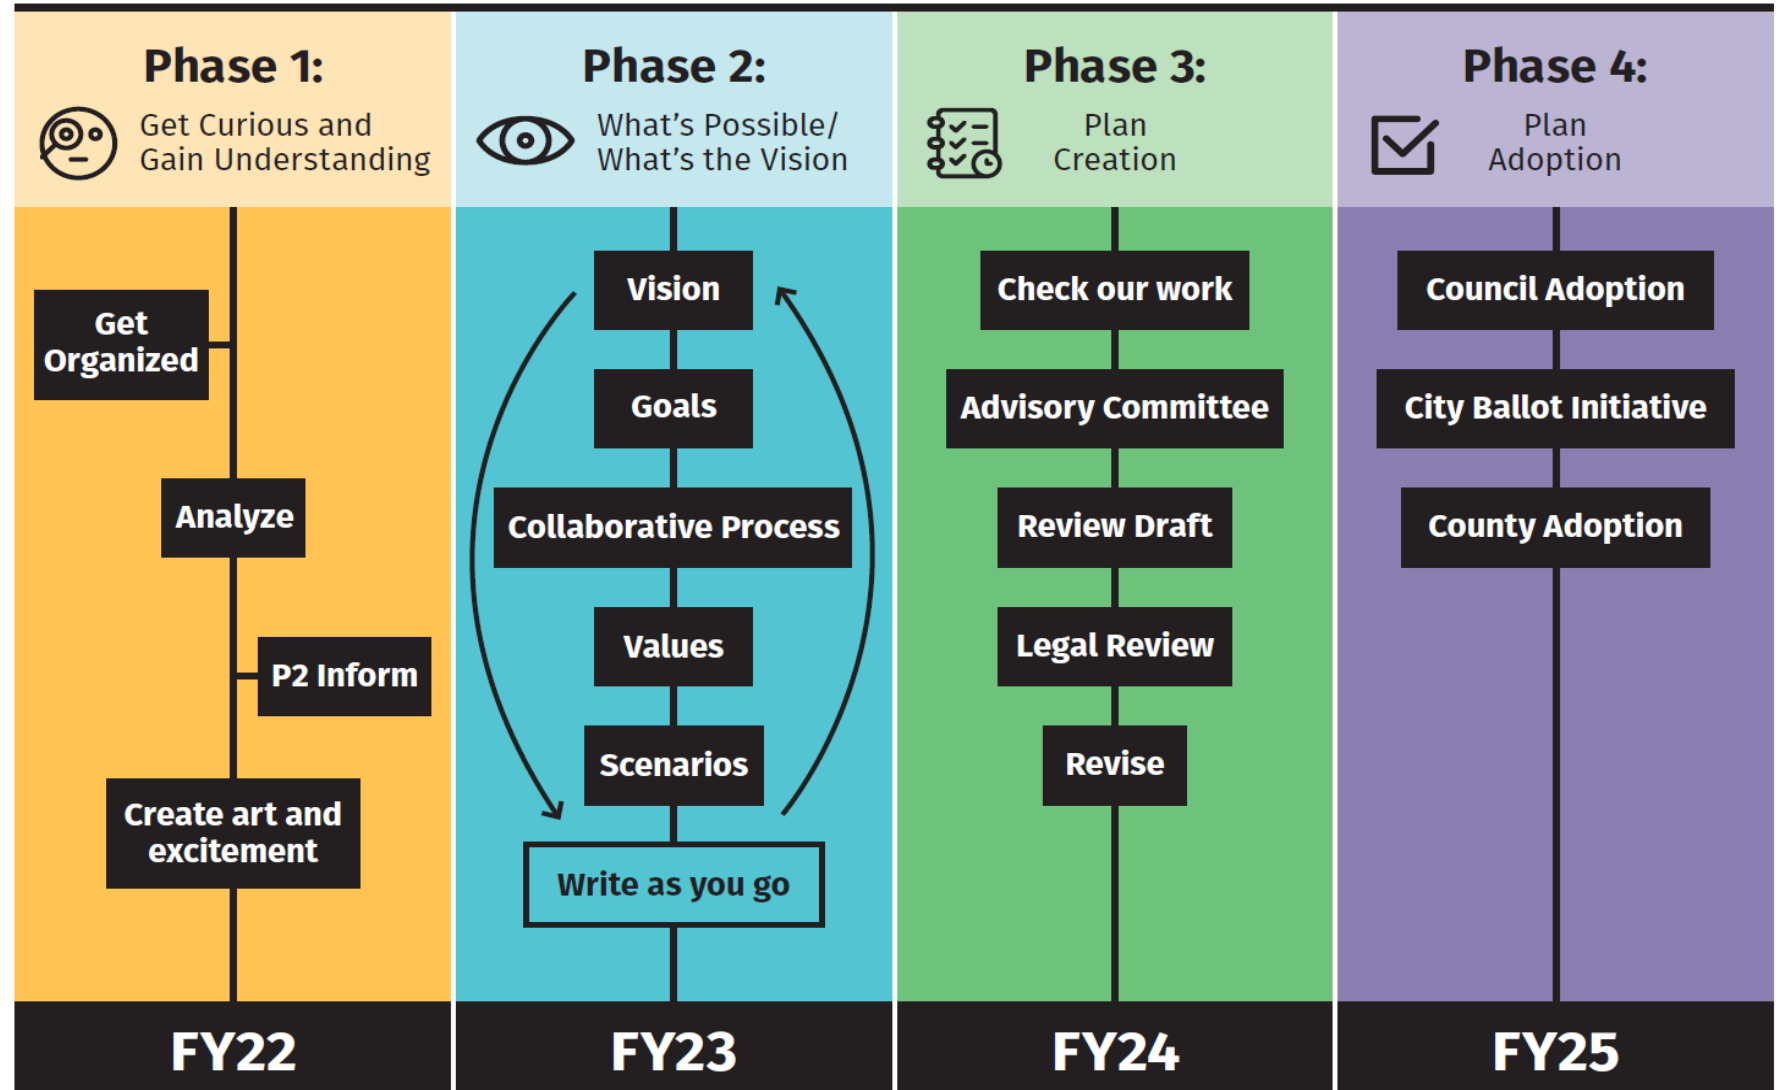 Phase 1:
Get Curious and
Gain Understanding
Get
Organized
Analyze
P2 Inform
Create art and
excitement
FY22
Phase 2:
What's Possible/
What's the Vision
Vision
Goals
Collaborative Process
Values
Scenarios
Write as you go
FY23
Phase 3:
Plan
Creation
Check our work
Advisory Committee
Review Draft
Legal Review
Revise
FY24
Phase 4:
Plan
Adoption
Council Adoption
City Ballot Initiative
County Adoption
FY25